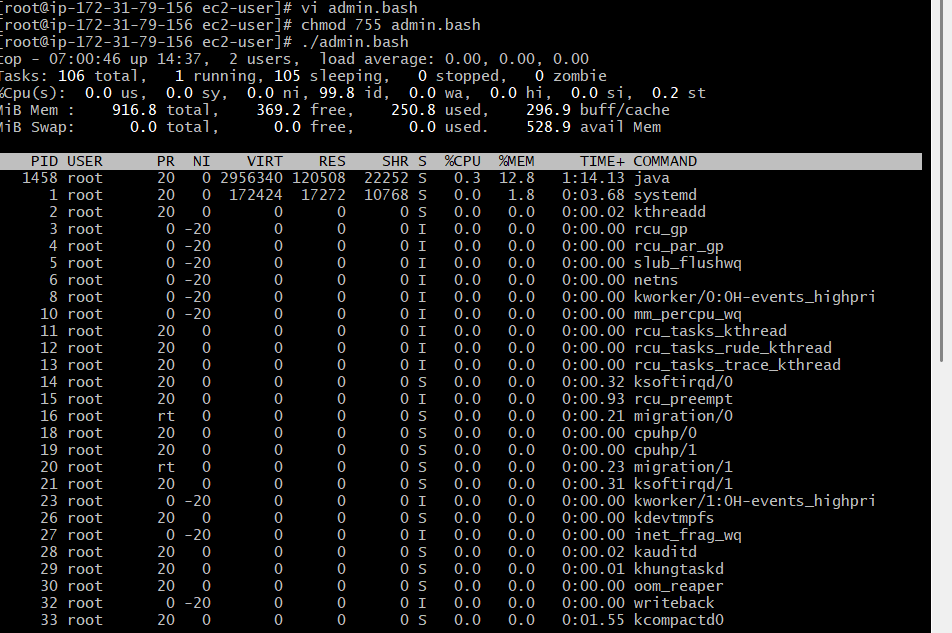 [root@ip-172-31-79-156 ec2-user]# vi admin.bash
[root@ip-172-31-79-156 ec2-user]# chmod 755 admin.bash
[root@ip-172-31-79-156 ec2-user]# ./admin.bash
top - 07:00:46 up 14:37,  2 users,  load average: 0.00, 0.00, 0.00
Tasks: 106 total,   1 running, 105 sleeping,   0 stopped,   0 zombie
%Cpu(s):  0.0 us,  0.0 sy,  0.0 ni, 99.8 id,  0.0 wa,  0.0 hi,  0.0 si,  0.2 st
MiB Mem :    916.8 total,    369.2 free,    250.8 used,    296.9 buff/cache
MiB Swap:      0.0 total,      0.0 free,      0.0 used.    528.9 avail Mem
PID USER      PR  NI    VIRT    RES    SHR S  %CPU  %MEM     TIME+ COMMAND
1458 root      20   0 2956340 120508  22252 S   0.3  12.8   1:14.13 java
1 root      20   0  172424  17272  10768 S   0.0   1.8   0:03.68 systemd
2 root      20   0       0      0      0 S   0.0   0.0   0:00.02 kthreadd
3 root       0 -20       0      0      0 I   0.0   0.0   0:00.00 rcu_gp
4 root       0 -20       0      0      0 I   0.0   0.0   0:00.00 rcu_par_gp
5 root       0 -20       0      0      0 I   0.0   0.0   0:00.00 slub_flushwq
6 root       0 -20       0      0      0 I   0.0   0.0   0:00.00 netns
8 root       0 -20       0      0      0 I   0.0   0.0   0:00.00 kworker/0:0H-events_highpri
10 root       0 -20       0      0      0 I   0.0   0.0   0:00.00 mm_percpu_wq
11 root      20   0       0      0      0 I   0.0   0.0   0:00.00 rcu_tasks_kthread
12 root      20   0       0      0      0 I   0.0   0.0   0:00.00 rcu_tasks_rude_kthread
13 root      20   0       0      0      0 I   0.0   0.0   0:00.00 rcu_tasks_trace_kthread
14 root      20   0       0      0      0 S   0.0   0.0   0:00.32 ksoftirqd/0
15 root      20   0       0      0      0 I   0.0   0.0   0:00.93 rcu_preempt
16 root      rt   0       0      0      0 S   0.0   0.0   0:00.21 migration/0
18 root      20   0       0      0      0 S   0.0   0.0   0:00.00 cpuhp/0
19 root      20   0       0      0      0 S   0.0   0.0   0:00.00 cpuhp/1
20 root      rt   0       0      0      0 S   0.0   0.0   0:00.23 migration/1
21 root      20   0       0      0      0 S   0.0   0.0   0:00.31 ksoftirqd/1
23 root       0 -20       0      0      0 I   0.0   0.0   0:00.00 kworker/1:0H-events_highpri
26 root      20   0       0      0      0 S   0.0   0.0   0:00.00 kdevtmpfs
27 root       0 -20       0      0      0 I   0.0   0.0   0:00.00 inet_frag_wq
28 root      20   0       0      0      0 S   0.0   0.0   0:00.02 kauditd
29 root      20   0       0      0      0 S   0.0   0.0   0:00.01 khungtaskd
30 root      20   0       0      0      0 S   0.0   0.0   0:00.00 oom_reaper
32 root       0 -20       0      0      0 I   0.0   0.0   0:00.00 writeback
33 root      20   0       0      0      0 S   0.0   0.0   0:01.55 kcompactd0